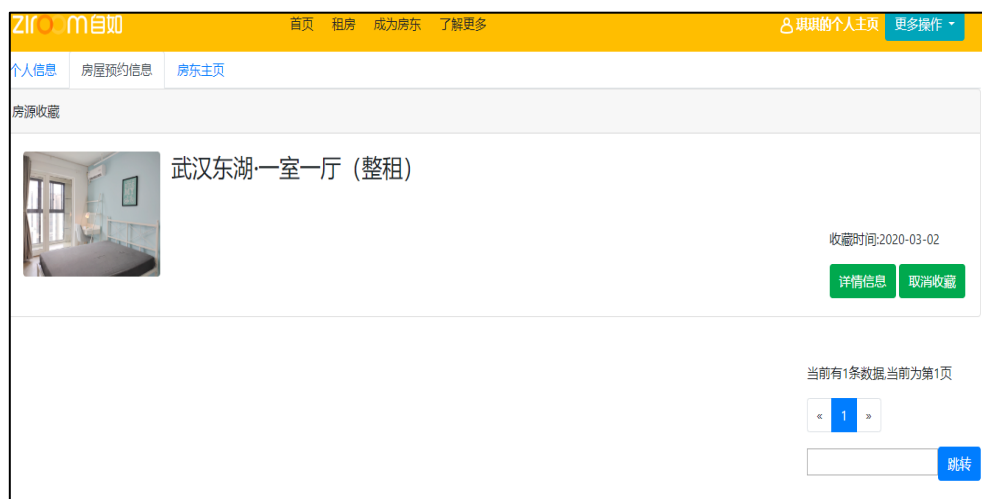 ziroom自如 首页 租房 成为房东 了解更多 琪琪的个人主页 更多操作
个人信息 房屋预约信息 房东主页
房源收藏
武汉东湖·一室一厅（整租）
收藏时间:2020-03-02
详情信息 取消收藏
当前有1条数据,当前为第1页
« 1 »
跳转